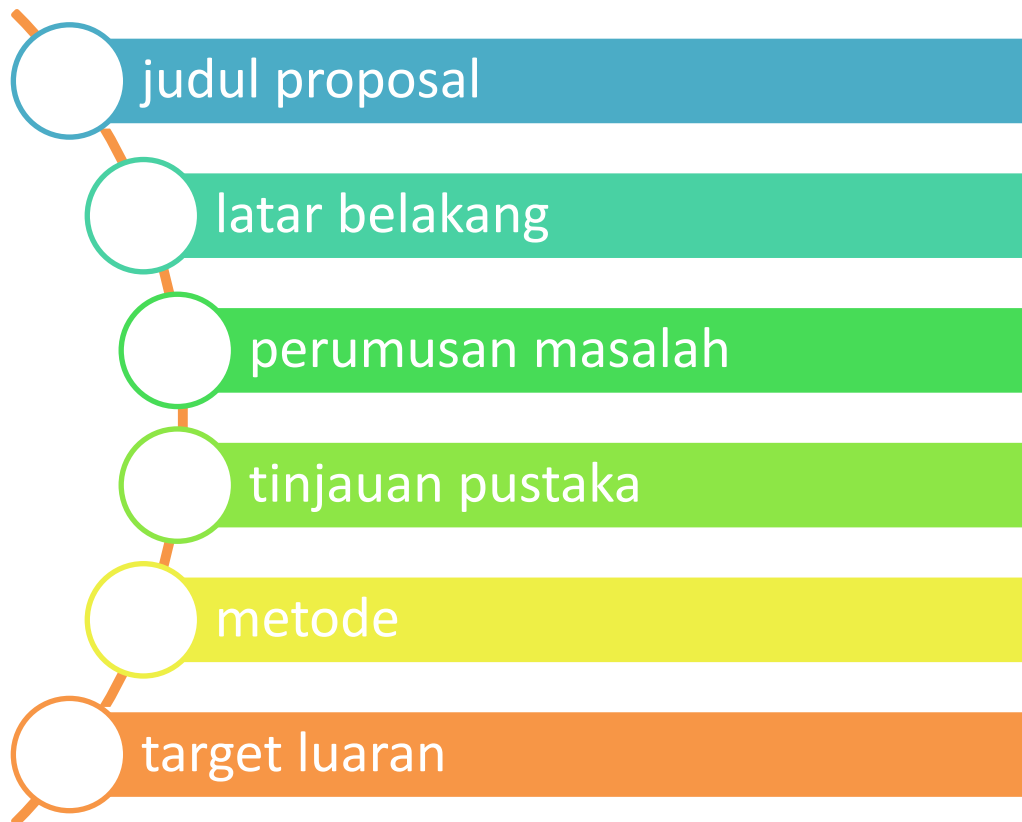 judul proposal
latar belakang
perumusan masalah
tinjauan pustaka
metode
target luaran